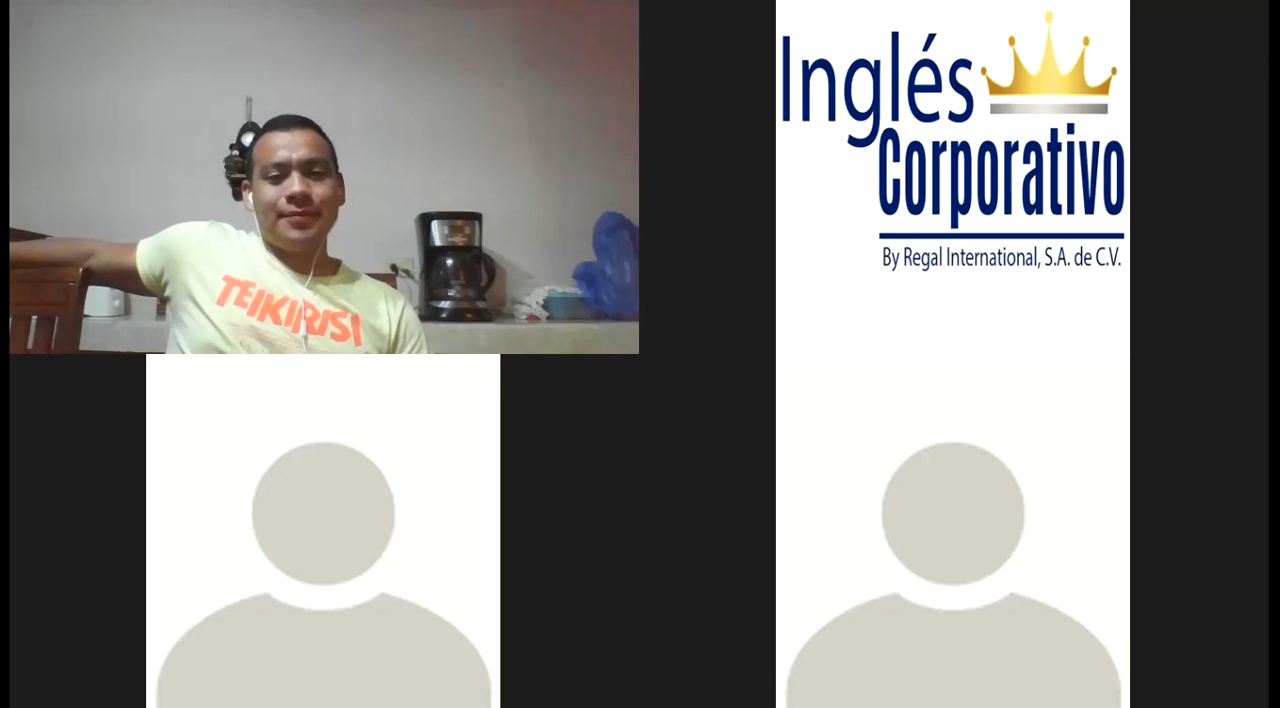 TEIKIRISI
Inglés
Corporativo
By Regal International, S.A. de C.V.